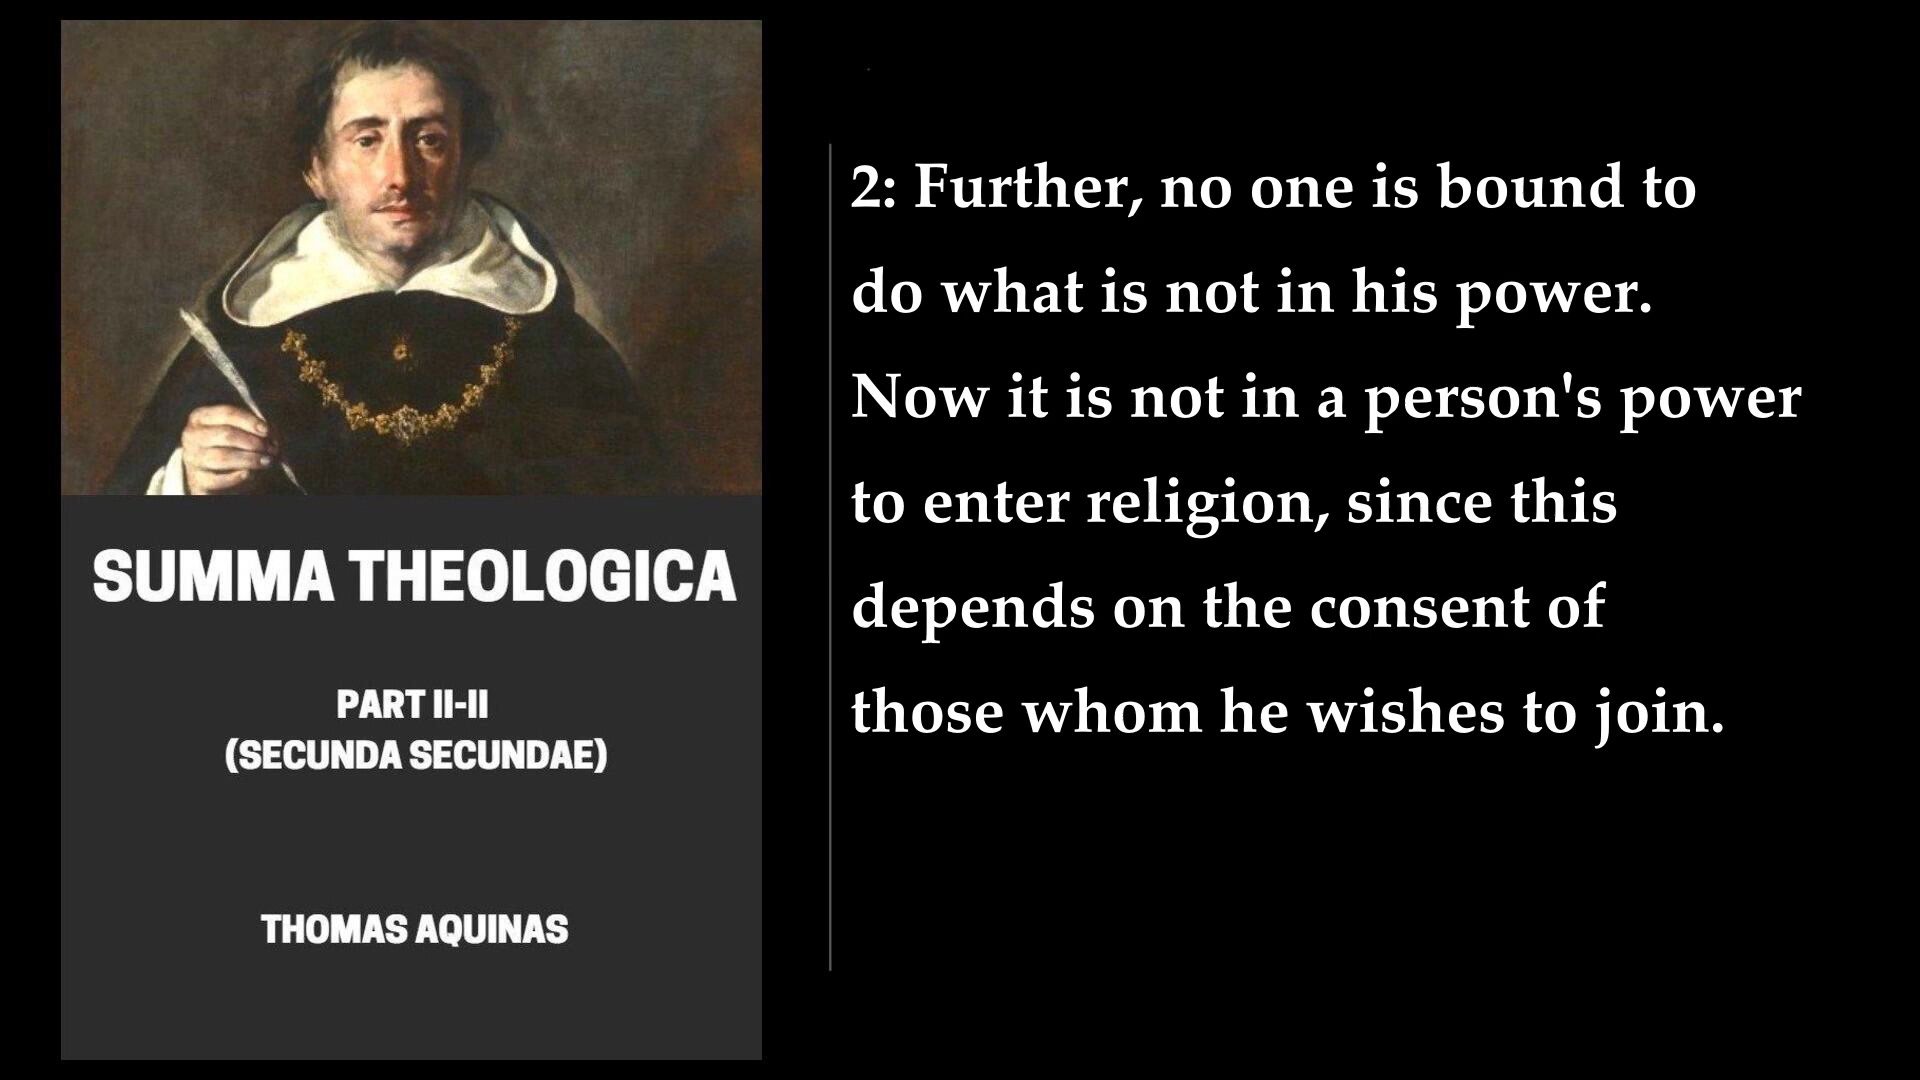 SUMMA THEOLOGICA
PART II-II
(SECUNDA SECUNDAE)
THOMAS AQUINAS
2: Further, no one is bound to
do what is not in his power.
Now it is not in a person's power
to enter religion, since this
depends on the consent of
those whom he wishes to join.